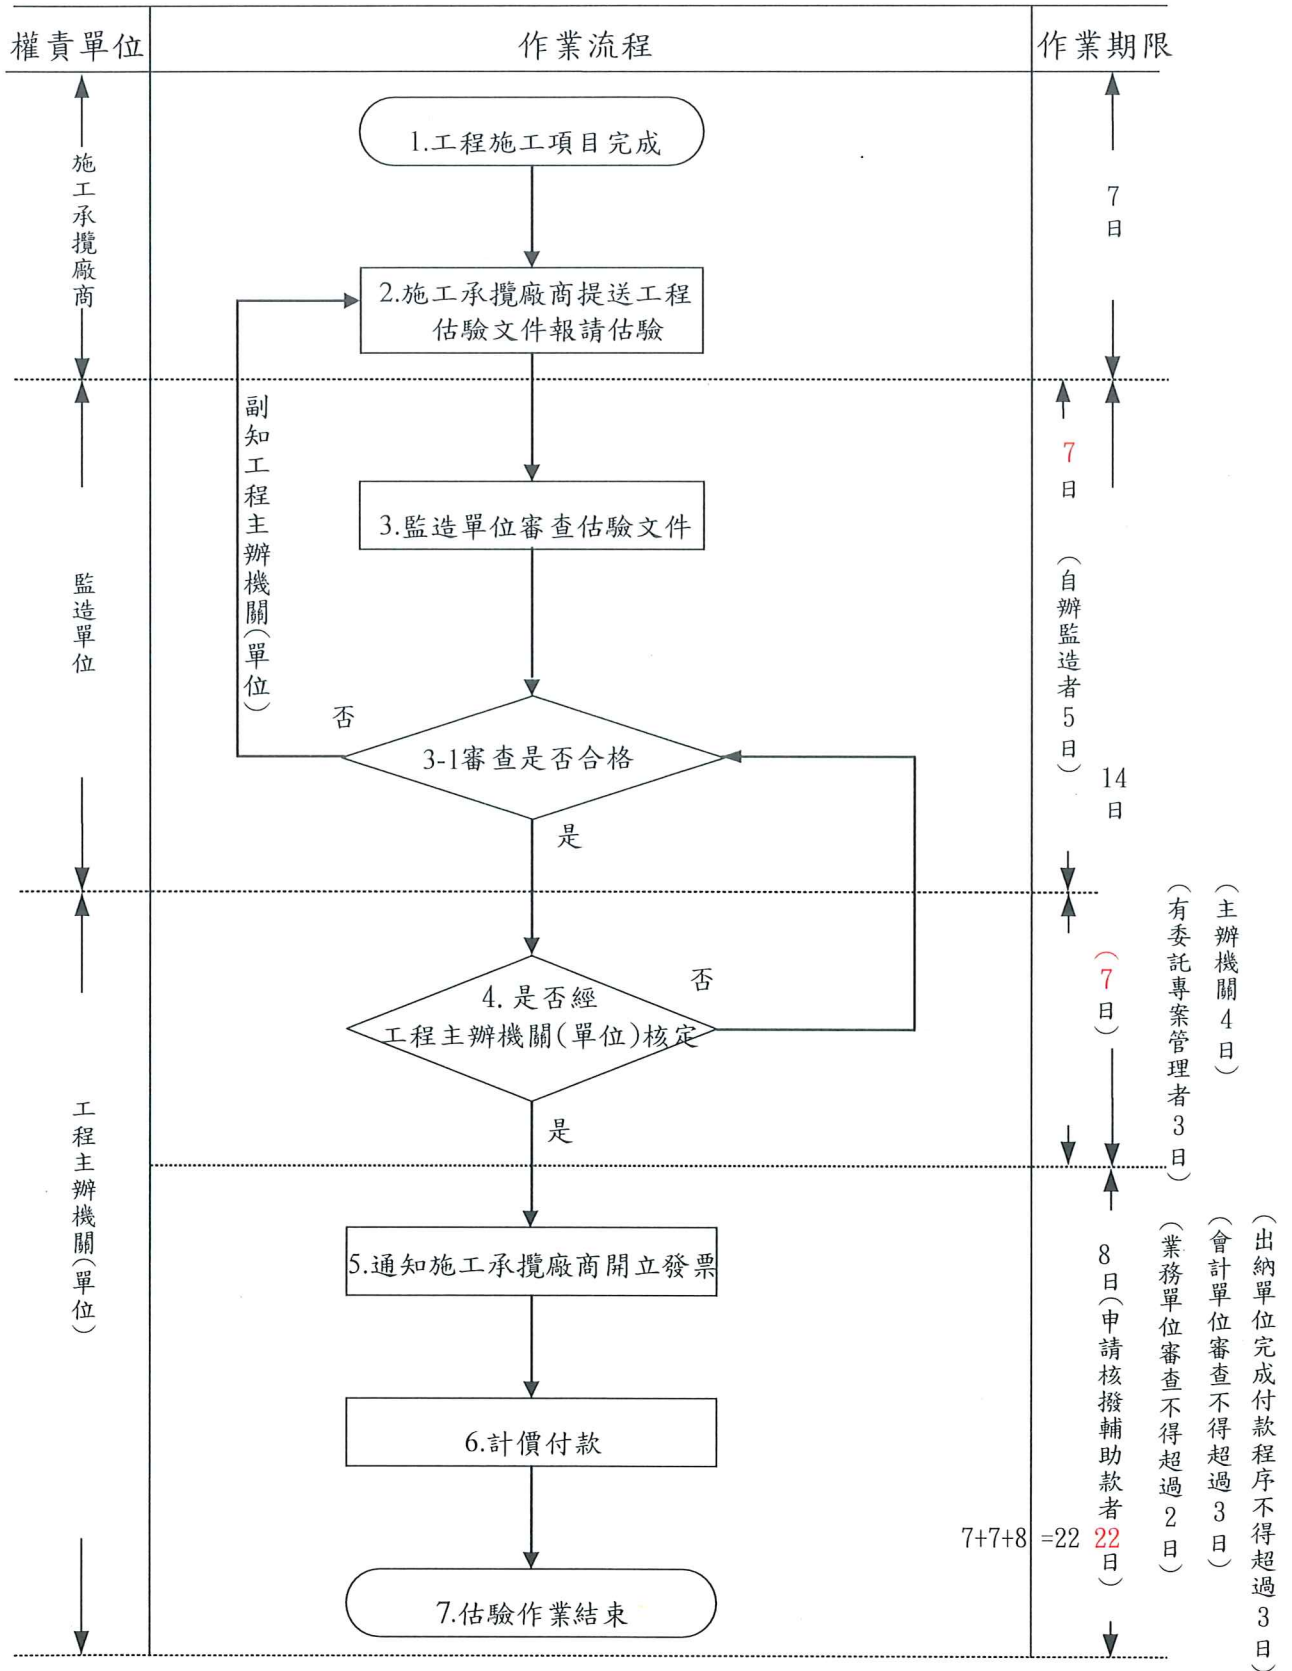 權責單位
作業流程
作業期限
施工承攬廠商
1.工程施工項目完成
7日
2.施工承攬廠商提送工程
估驗文件報請估驗
監造單位
副知工程主辦機關(單位)
3.監造單位審查估驗文件
3-1審查是否合格
否
是
7日
(自辦監造者5日)
14日
工程主辦機關(單位)
4.是否經
工程主辦機關(單位)核定
否
是
(7日)
(有委託專案管理者3日)
(主辦機關4日)
5.通知施工承攬廠商開立發票
6.計價付款
7.估驗作業結束
8日(申請核撥輔助款者22日)
7+7+8 =22
(業務單位審查不得超過2日)
(會計單位審查不得超過3日)
(出納單位完成付款程序不得超過3日)